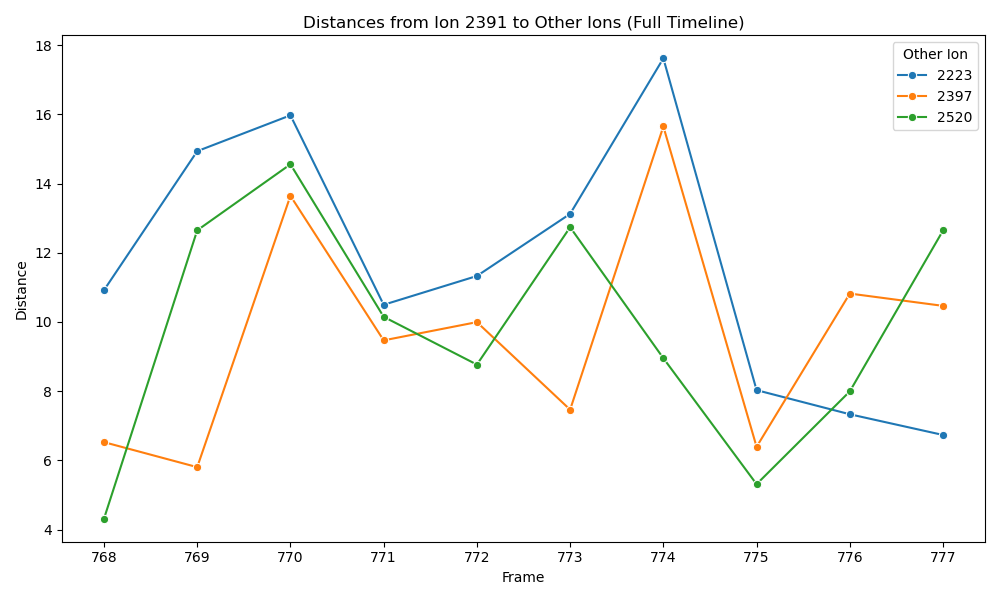 Distances from Ion 2391 to Other Ions (Full Timeline)
Other Ion
2223
2397
2520
Distance
18
16
14
12
10
8
6
4
768 769 770 771 772 773 774 775 776 777
Frame